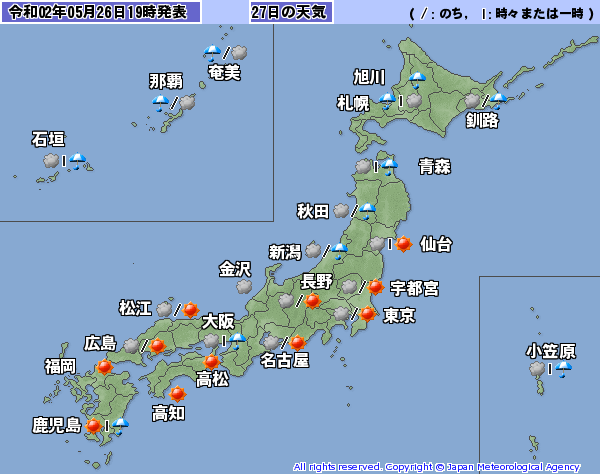 令和02年05月26日19時発表
27日の天気
( / : のち, | : 時々または一時 )
奄美
那覇
石垣
旭川
札幌
釧路
青森
秋田
仙台
新潟
金沢
長野
宇都宮
松江
大阪
東京
広島
名古屋
福岡
高松
小笠原
高知
鹿児島
All rights reserved. Copyright © Japan Meteorological Agency